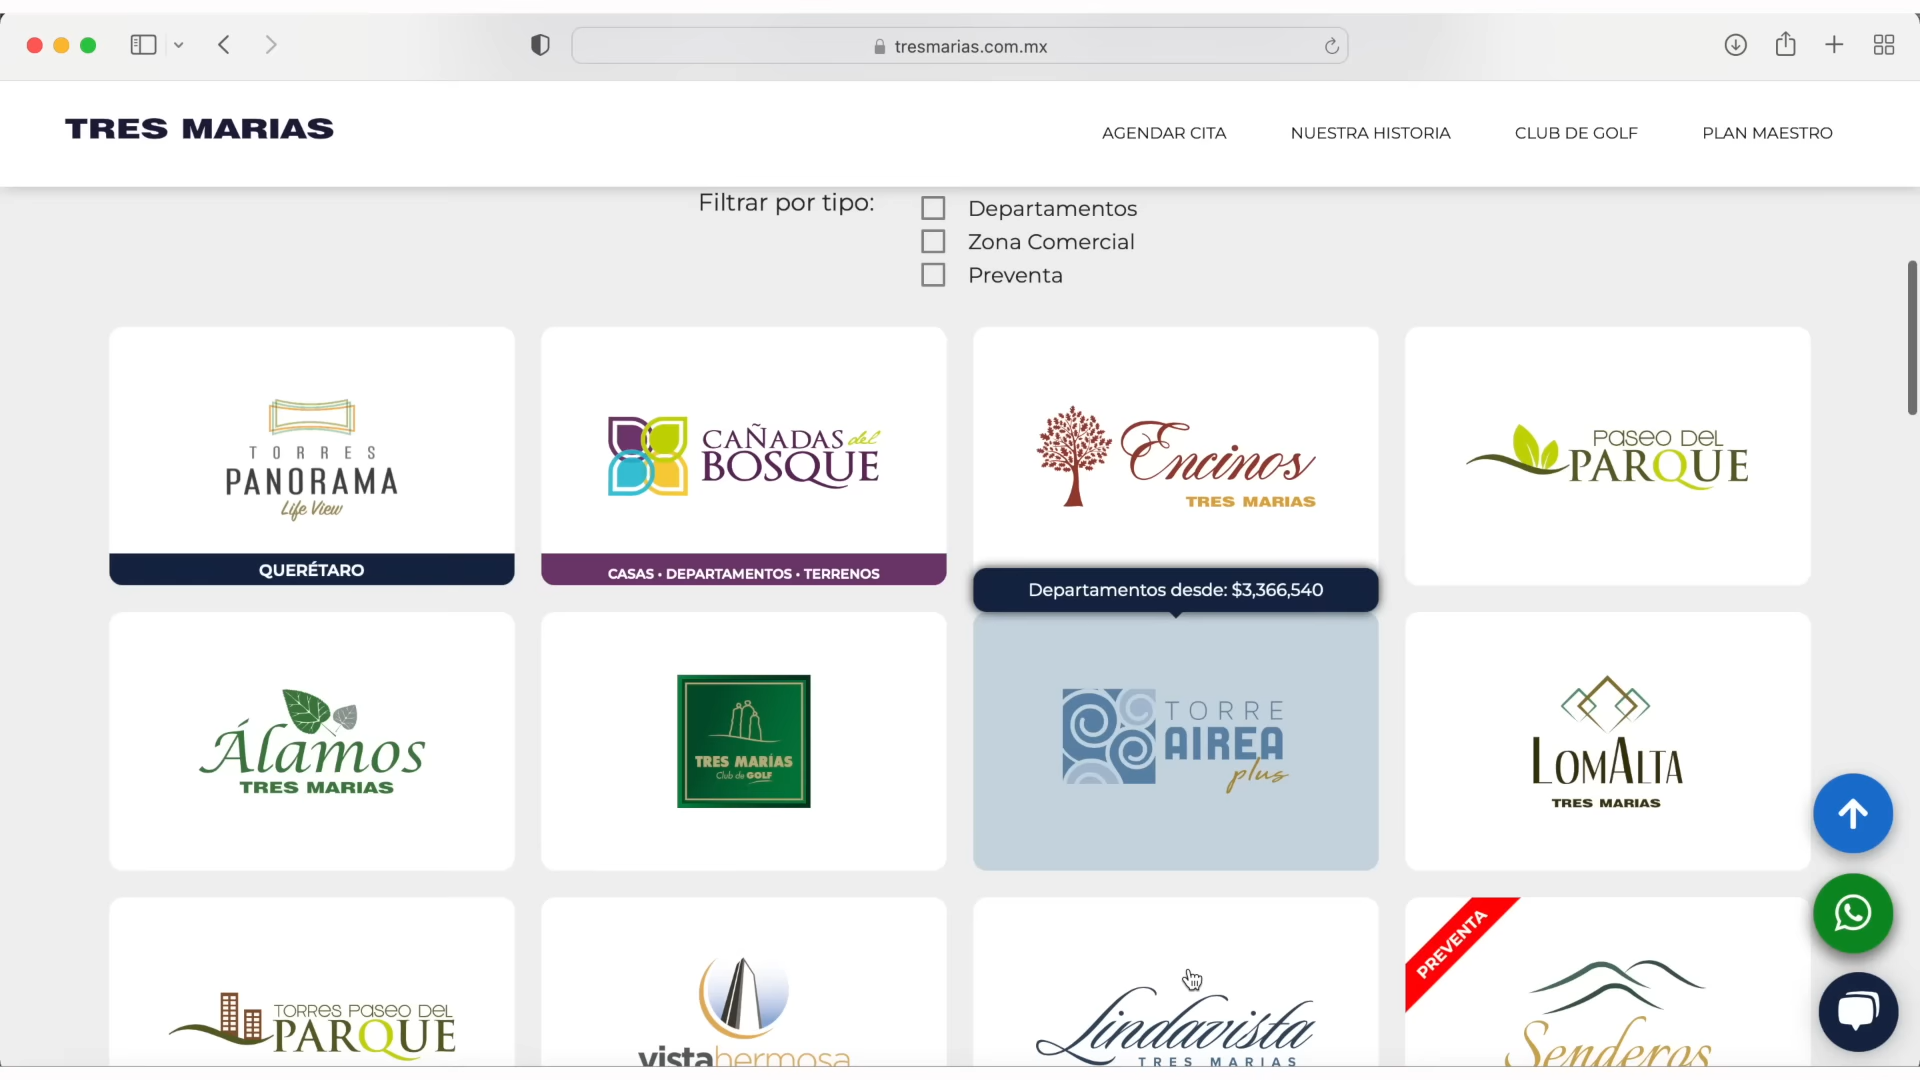 tresmarias.com.mx
TRES MARIAS
AGENDAR CITA
NUESTRA HISTORIA
CLUB DE GOLF
PLAN MAESTRO
Filtrar por tipo:
Departamentos
Zona Comercial
Preventa
TORRES
PANORAMA
Life View
QUERÉTARO
CAÑADAS del
BOSQUE
CASAS • DEPARTAMENTOS • TERRENOS
Encinos
TRES MARIAS
PASEO DEL
PARQUE
Departamentos desde: $3,366,540
Álamos
TRES MARIAS
TRES MARÍAS
Club de GOLF
TORRE
AIREA
plus
LOMALTA
TRES MARIAS
TORRES PASEO DEL
PARQUE
vistahermosa
Lindavista
TRES MARIAS
PREVENTA
Senderos